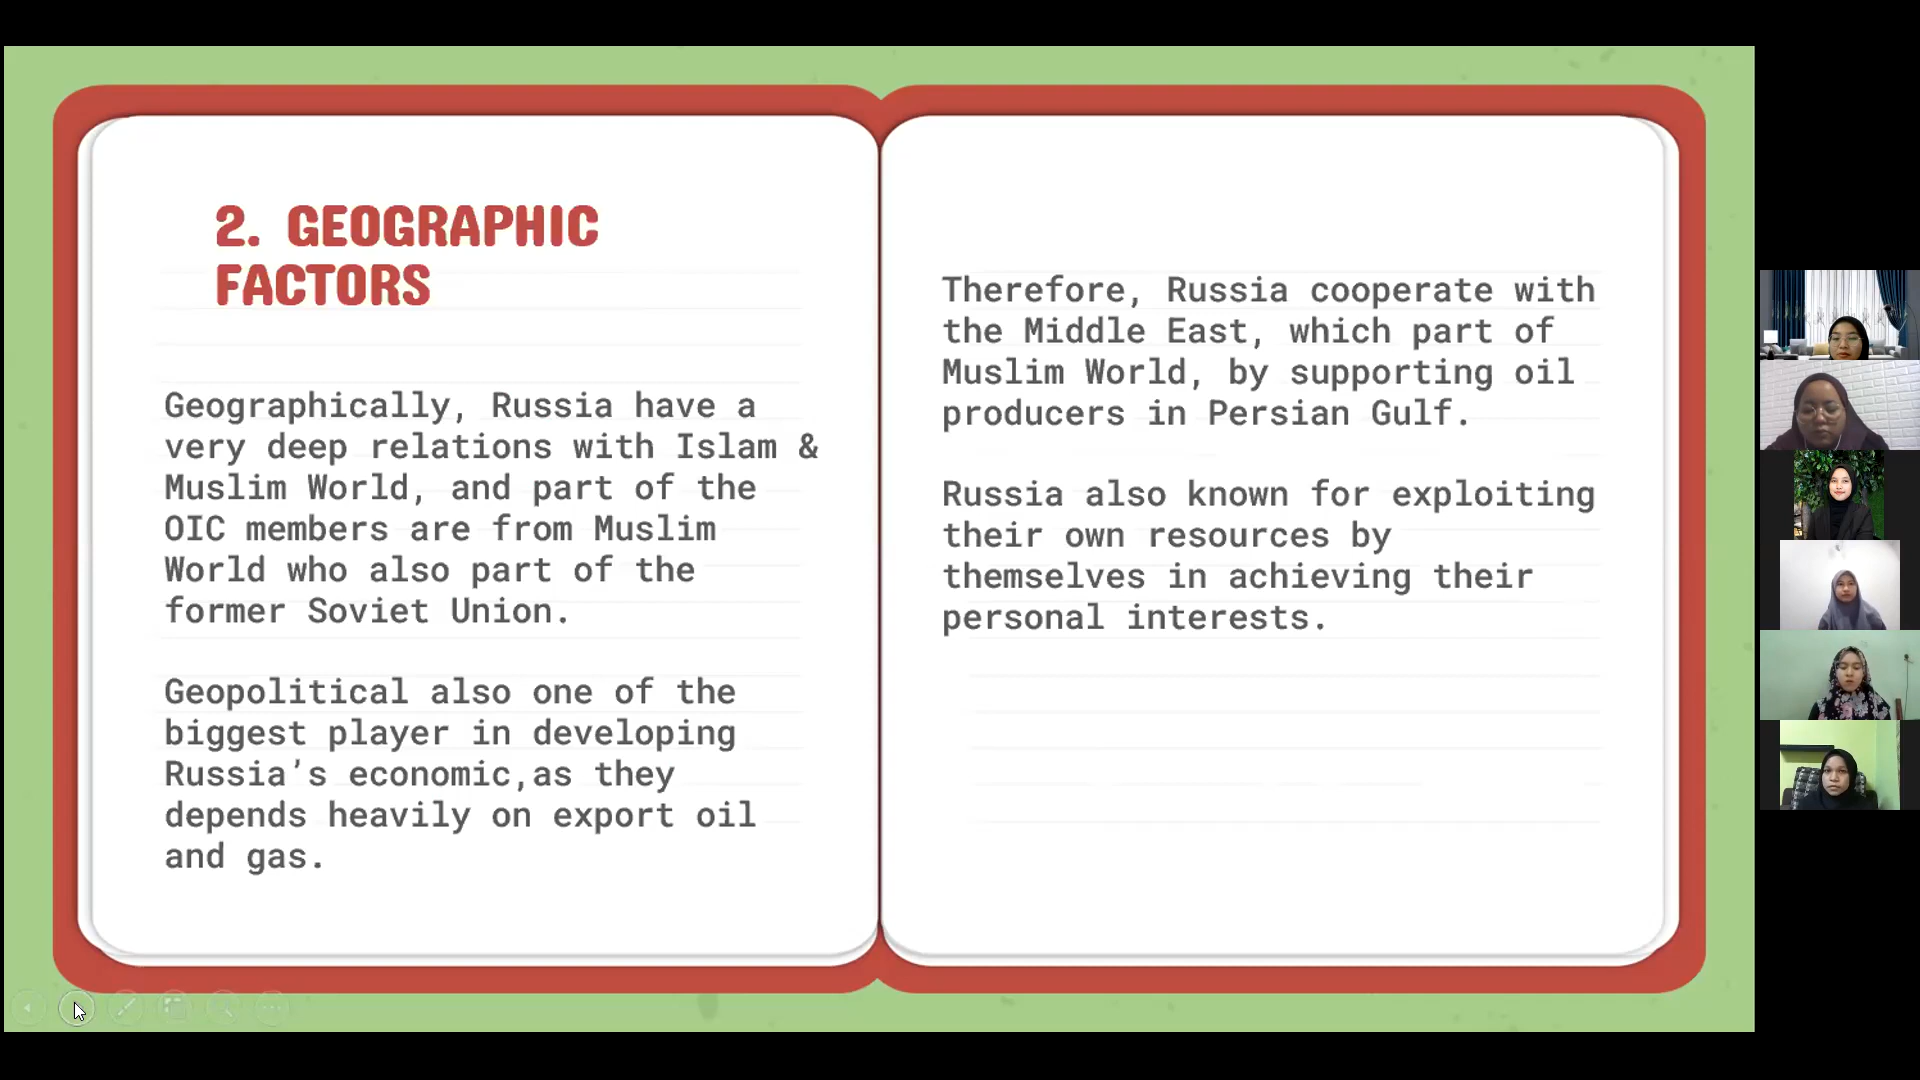 2. GEOGRAPHIC
FACTORS
Geographically, Russia have a
very deep relations with Islam &
Muslim World, and part of the
OIC members are from Muslim
World who also part of the
former Soviet Union.
Geopolitical also one of the
biggest player in developing
Russia’s economic,as they
depends heavily on export oil
and gas.
Therefore, Russia cooperate with
the Middle East, which part of
Muslim World, by supporting oil
producers in Persian Gulf.
Russia also known for exploiting
their own resources by
themselves in achieving their
personal interests.